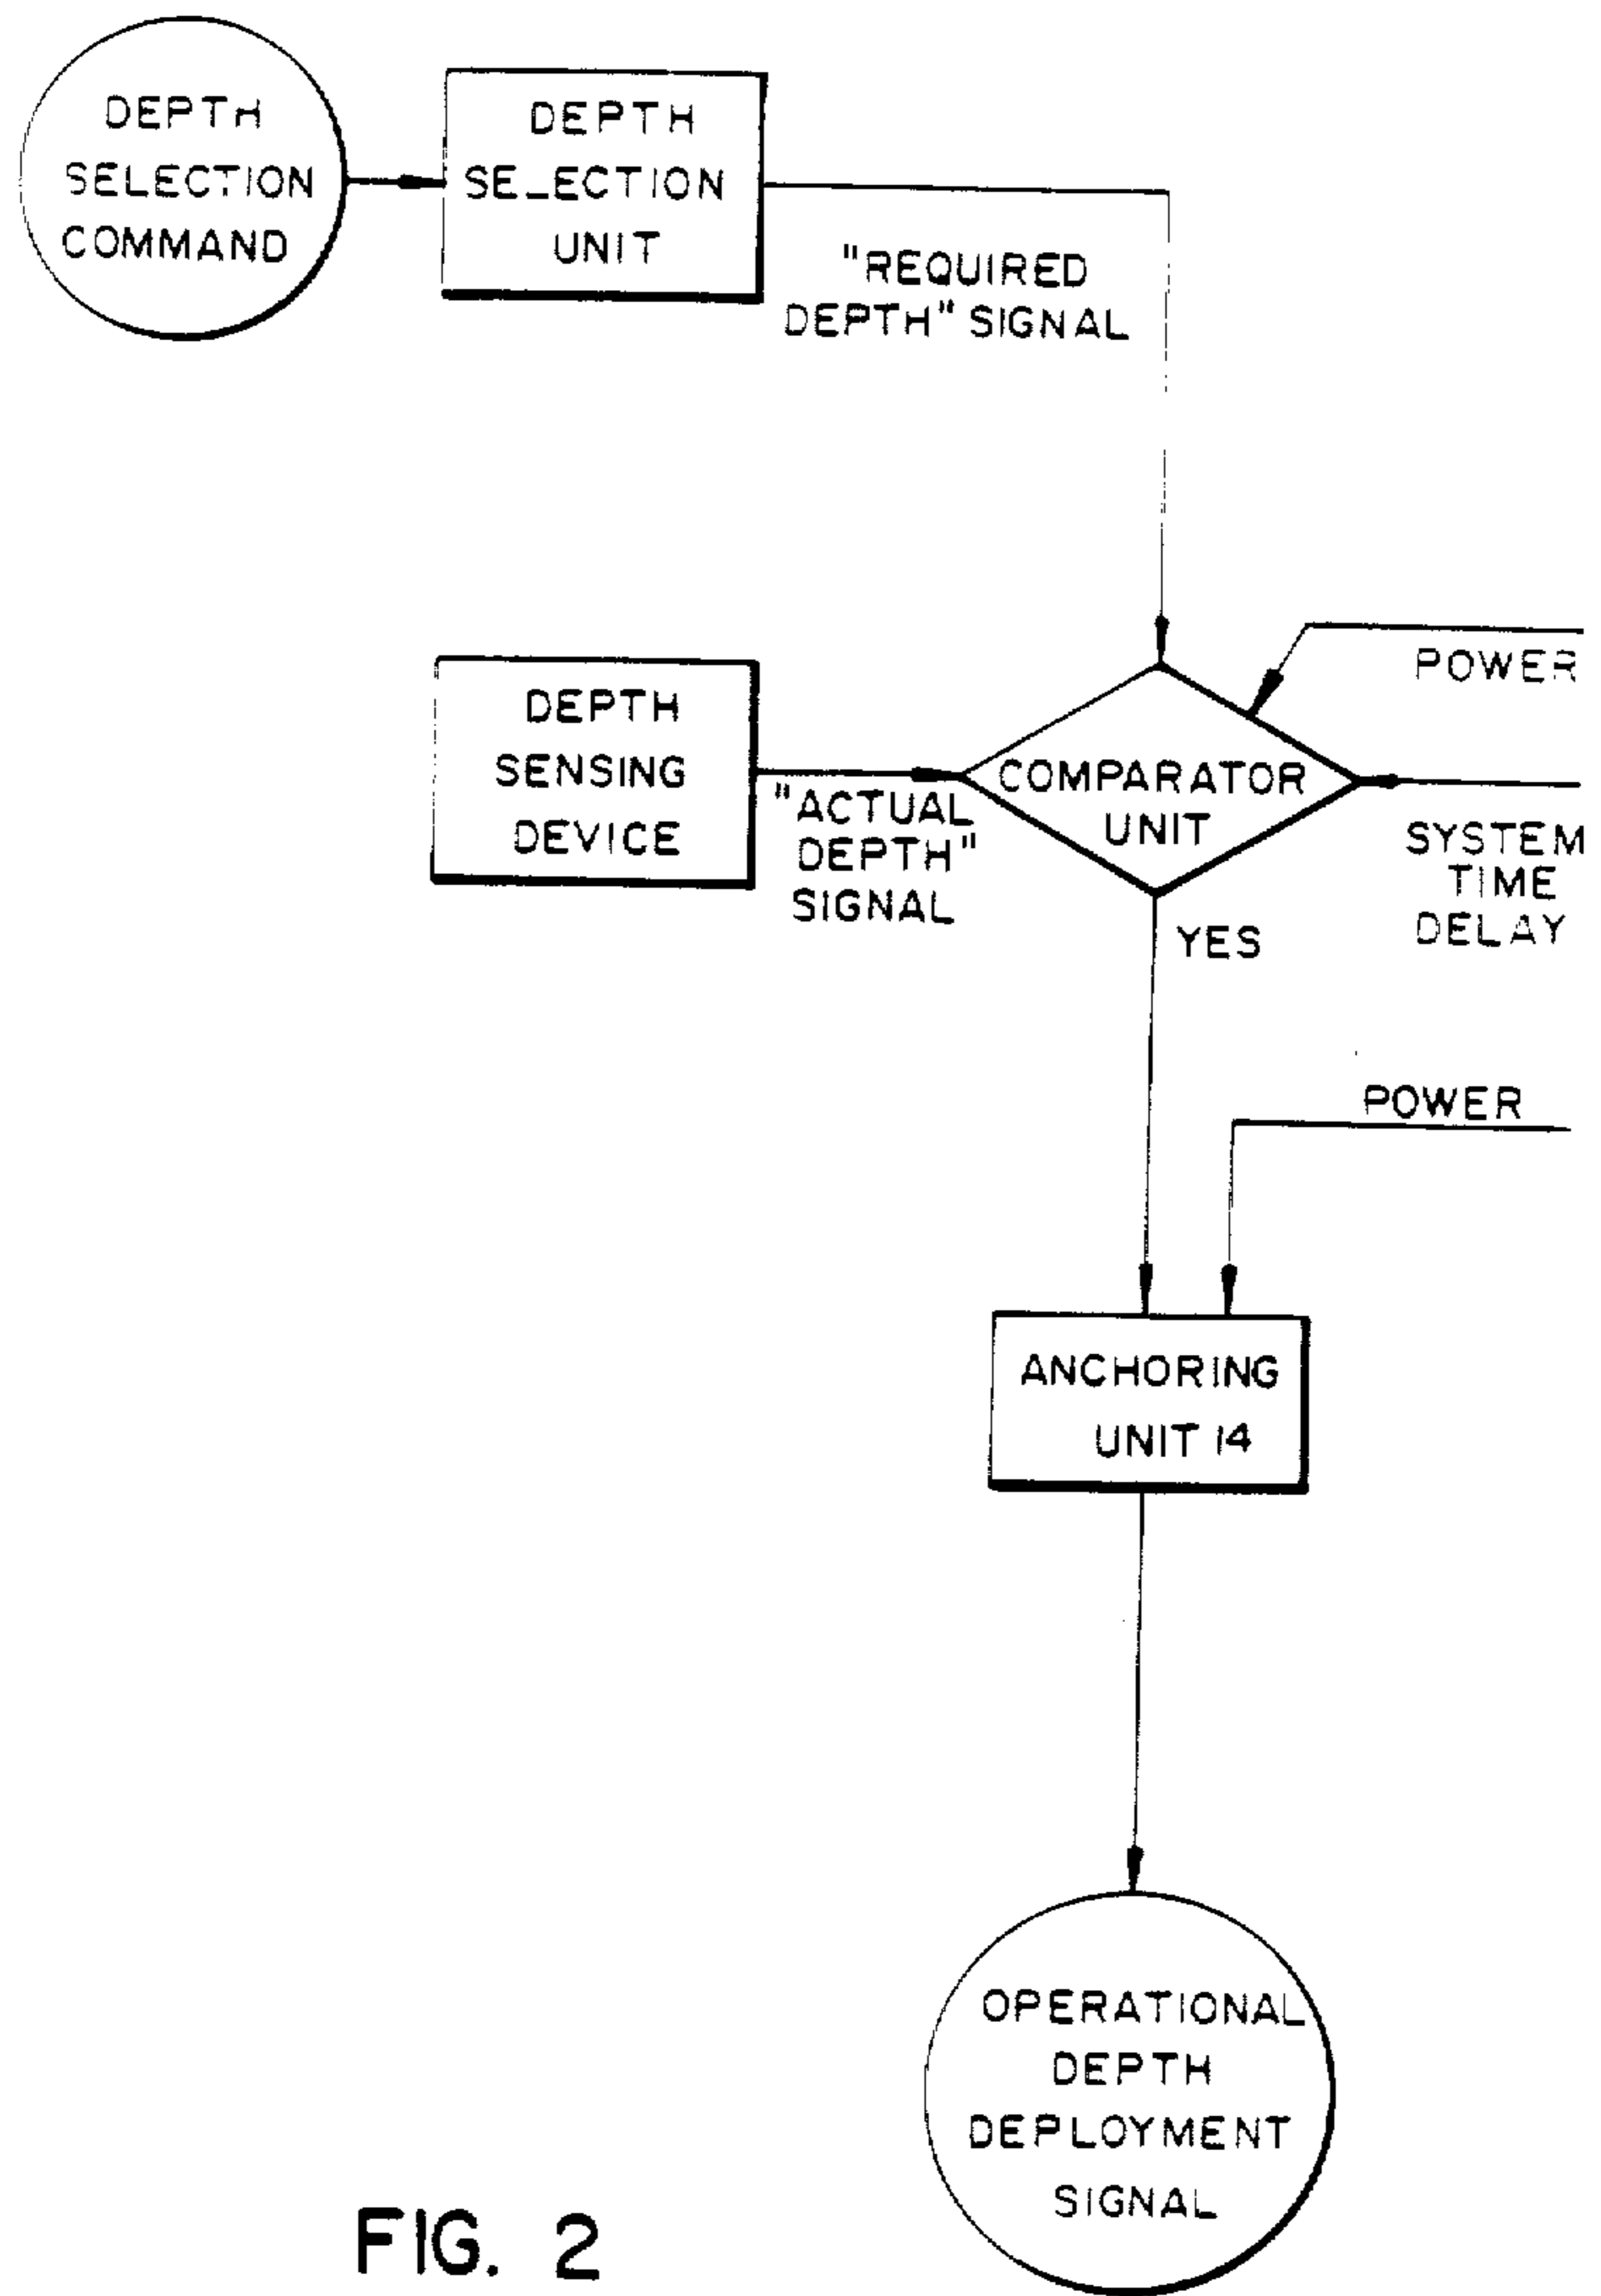 DEPTH
SELECTION
COMMAND
DEPTH
SELECTION
UNIT
"REQUIRED
DEPTH" SIGNAL
POWER
DEPTH
SENSING
DEVICE
"ACTUAL
DEPTH"
SIGNAL
COMPARATOR
UNIT
SYSTEM
TIME
DELAY
YES
POWER
ANCHORING
UNIT 14
OPERATIONAL
DEPTH
DEPLOYMENT
SIGNAL
FIG. 2